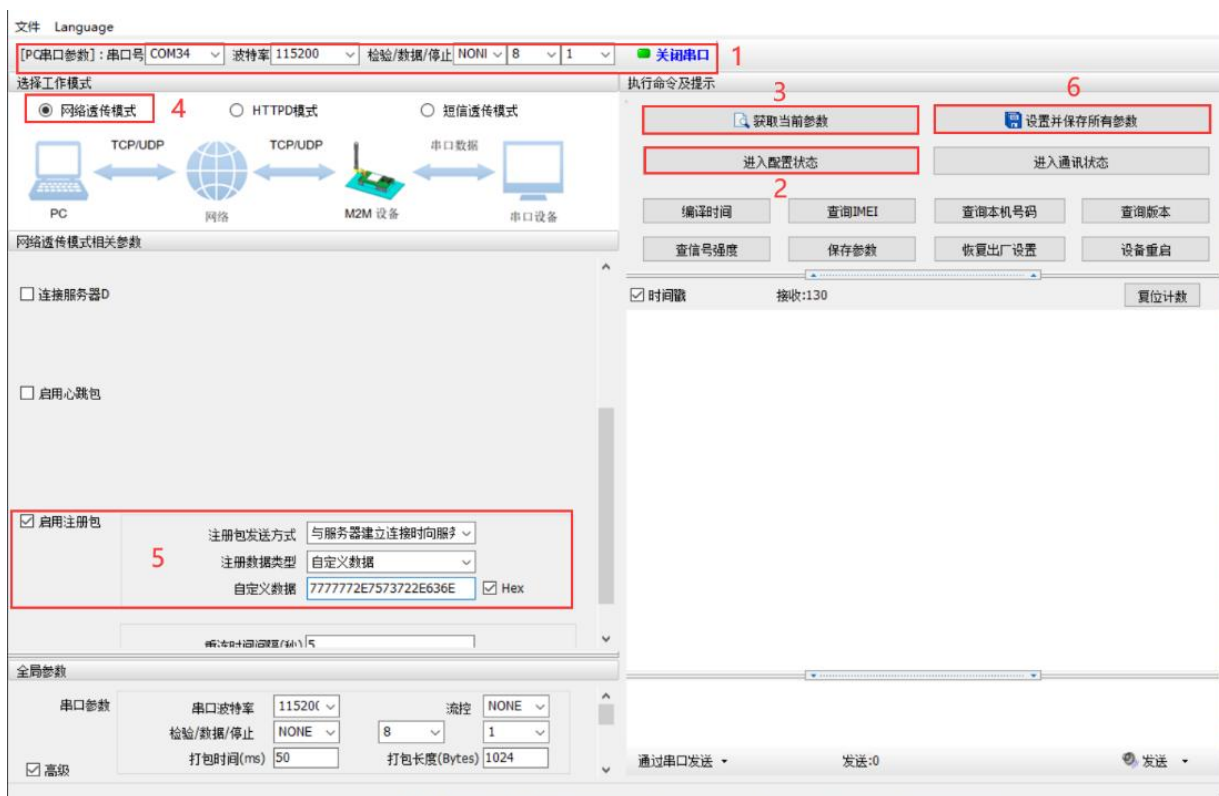 文件 Language
[PC串口参数]:串口号 COM34 波特率 115200 检验/数据/停止 NONI 8 1 关闭串口 1
选择工作模式
网络透传模式 4 HTTPD模式 短信透传模式
TCP/UDP TCP/UDP 串口数据
PC 网络 M2M 设备 串口设备
网络透传模式相关参数
连接服务器D
启用心跳包
启用注册包
注册包发送方式 与服务器建立连接时向服务
5 注册数据类型 自定义数据
自定义数据 7777772E7573722E636E Hex
重连时间间隔(秒) 5
全局参数
串口参数 串口波特率 11520( 流控 NONE
检验/数据/停止 NONE 8 1
打包时间(ms) 50 打包长度(Bytes) 1024
高级
执行命令及提示
3 6
获取当前参数 设置并保存所有参数
进入配置状态 进入通讯状态
2
编译时间 查询IMEI 查询本机号码 查询版本
查信号强度 保存参数 恢复出厂设置 设备重启
时间戳 接收:130 复位计数
通过串口发送 发送:0 发送